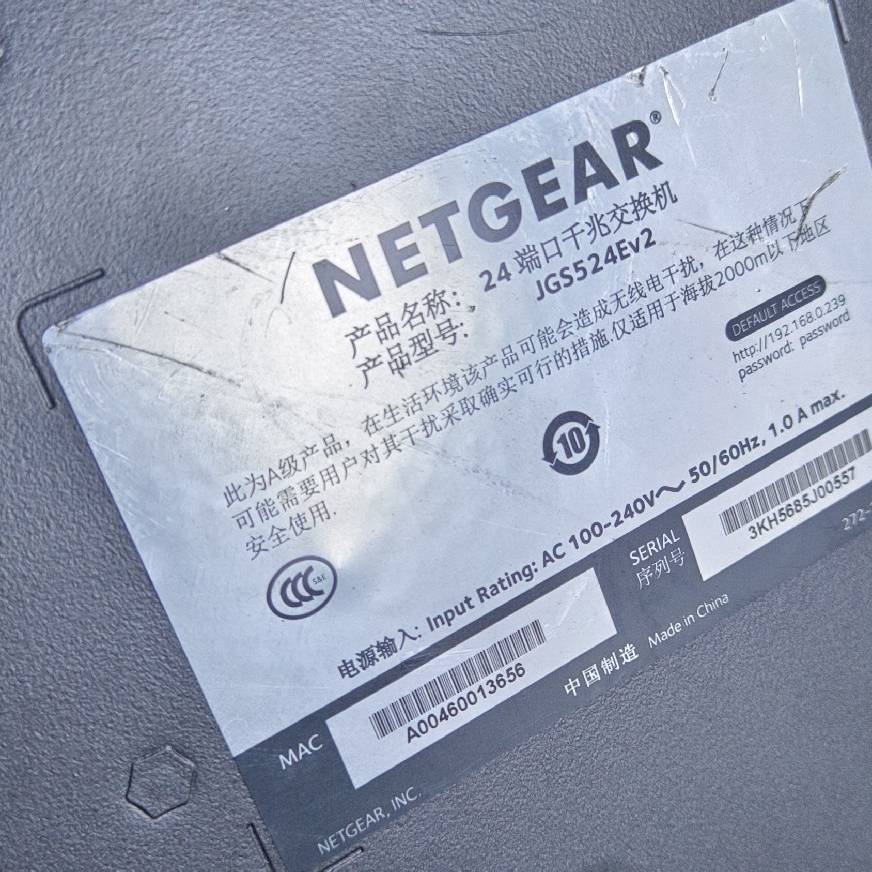 NETGEAR®
产品名称: 24 端口千兆交换机
产品型号: JGS524Ev2
此为A级产品，在生活环境该产品可能会造成无线电干扰，在这种情况下
可能需要用户对其干扰采取确实可行的措施.仅适用于海拔2000m以下地区
安全使用.
DEFAULT ACCESS
http://192.168.0.239
password: password
10
CCC S&E
电源输入: Input Rating: AC 100-240V～ 50/60Hz, 1.0 A max.
MAC
A00460013656
SERIAL
序列号
3KH5685J00557
中国制造 Made in China
NETGEAR, INC.